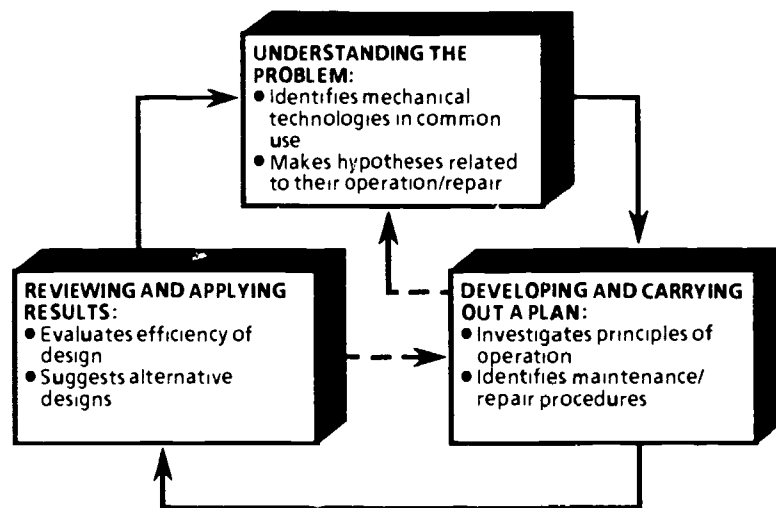 UNDERSTANDING THE
PROBLEM:
● Identifies mechanical
technologies in common
use
● Makes hypotheses related
to their operation/repair
REVIEWING AND APPLYING
RESULTS:
● Evaluates efficiency of
design
● Suggests alternative
designs
DEVELOPING AND CARRYING
OUT A PLAN:
● Investigates principles of
operation
● Identifies maintenance/
repair procedures